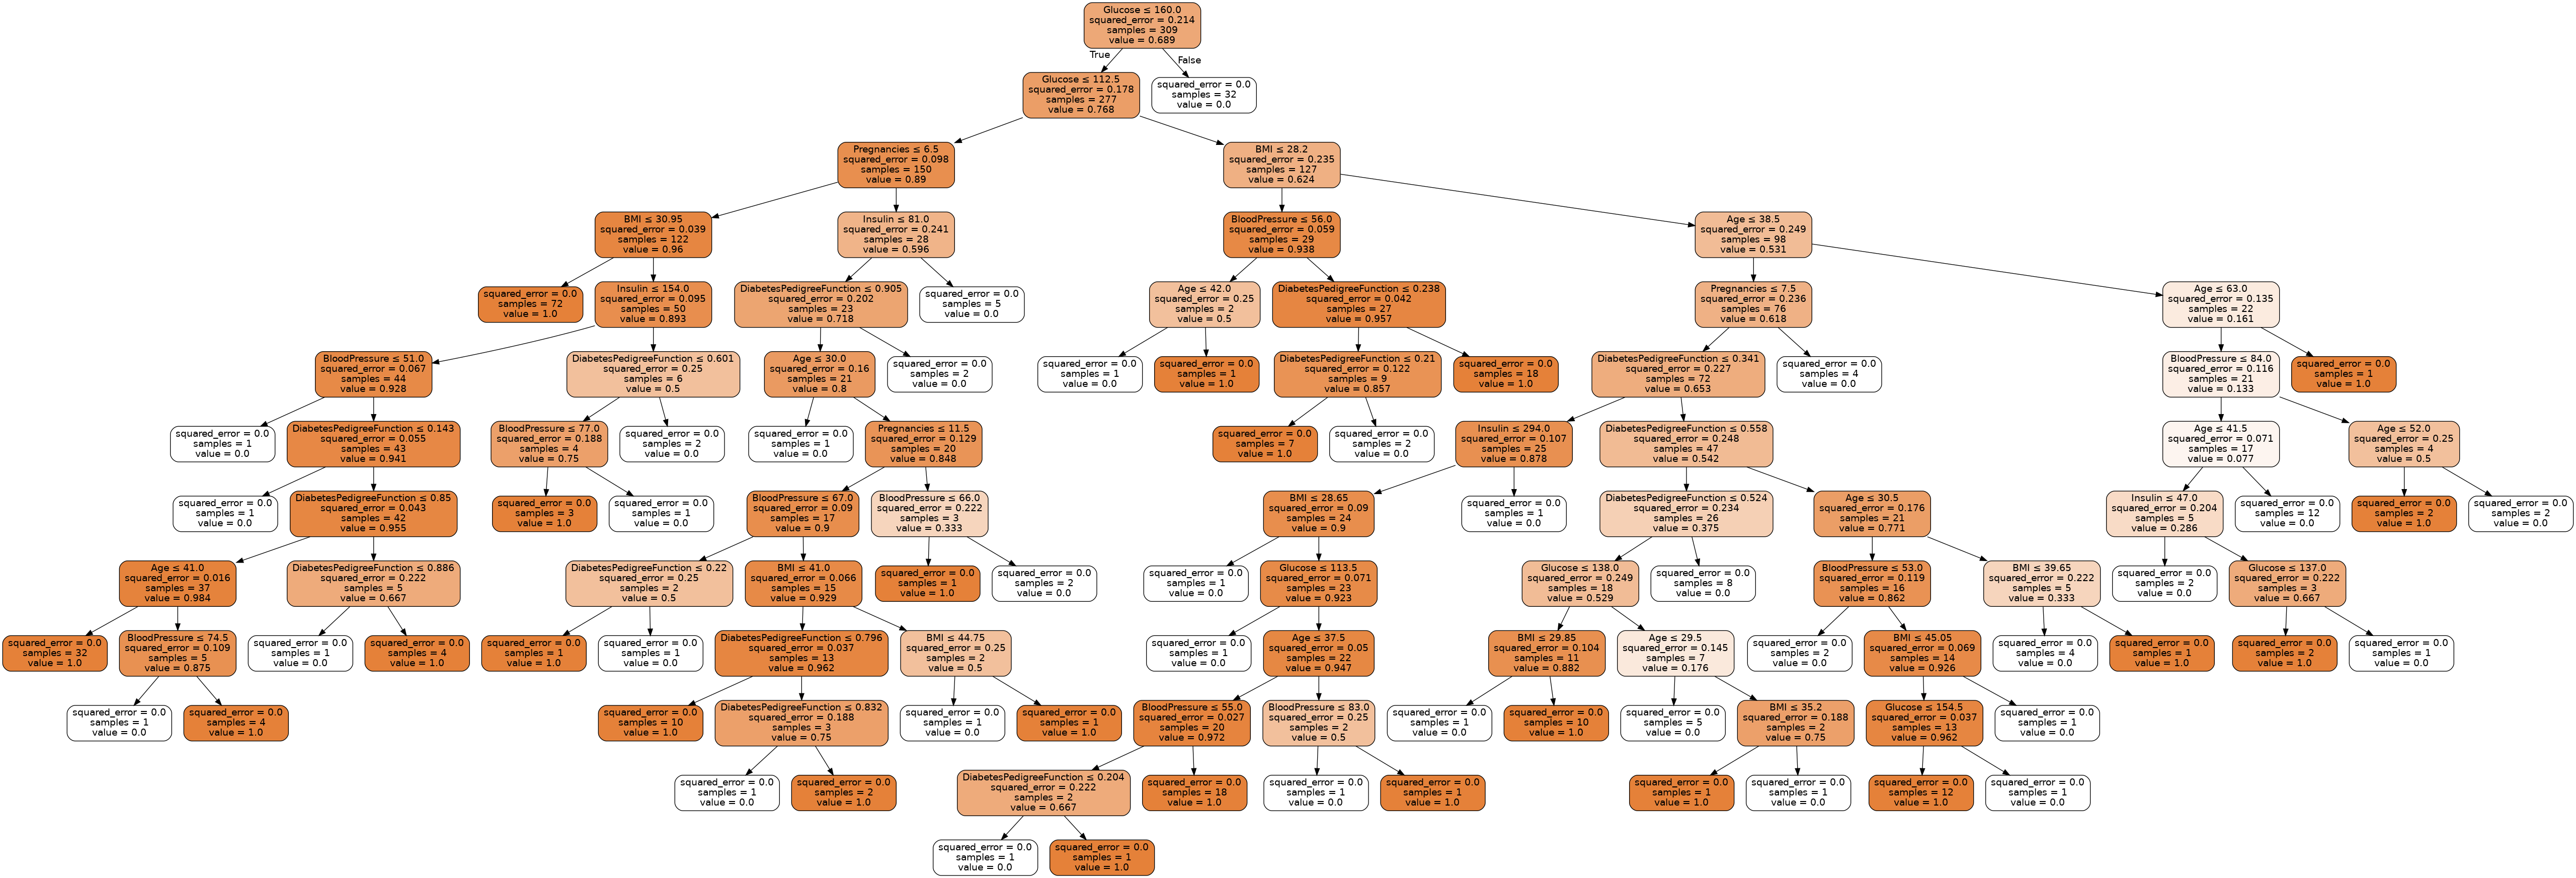 Glucose ≤ 160.0
squared_error = 0.214
samples = 309
value = 0.689
True
False
Glucose ≤ 112.5
squared_error = 0.178
samples = 277
value = 0.768
squared_error = 0.0
samples = 32
value = 0.0
Pregnancies ≤ 6.5
squared_error = 0.098
samples = 150
value = 0.89
BMI ≤ 28.2
squared_error = 0.235
samples = 127
value = 0.624
BMI ≤ 30.95
squared_error = 0.039
samples = 122
value = 0.96
Insulin ≤ 81.0
squared_error = 0.241
samples = 28
value = 0.596
BloodPressure ≤ 56.0
squared_error = 0.059
samples = 29
value = 0.938
Age ≤ 38.5
squared_error = 0.249
samples = 98
value = 0.531
squared_error = 0.0
samples = 72
value = 1.0
Insulin ≤ 154.0
squared_error = 0.095
samples = 50
value = 0.893
DiabetesPedigreeFunction ≤ 0.905
squared_error = 0.202
samples = 23
value = 0.718
squared_error = 0.0
samples = 5
value = 0.0
Age ≤ 42.0
squared_error = 0.25
samples = 2
value = 0.5
DiabetesPedigreeFunction ≤ 0.238
squared_error = 0.042
samples = 27
value = 0.957
Pregnancies ≤ 7.5
squared_error = 0.236
samples = 76
value = 0.618
Age ≤ 63.0
squared_error = 0.135
samples = 22
value = 0.161
BloodPressure ≤ 51.0
squared_error = 0.067
samples = 44
value = 0.928
DiabetesPedigreeFunction ≤ 0.601
squared_error = 0.25
samples = 6
value = 0.5
Age ≤ 30.0
squared_error = 0.16
samples = 21
value = 0.8
squared_error = 0.0
samples = 2
value = 0.0
squared_error = 0.0
samples = 1
value = 0.0
squared_error = 0.0
samples = 1
value = 1.0
DiabetesPedigreeFunction ≤ 0.21
squared_error = 0.122
samples = 9
value = 0.857
squared_error = 0.0
samples = 18
value = 1.0
DiabetesPedigreeFunction ≤ 0.341
squared_error = 0.227
samples = 72
value = 0.653
squared_error = 0.0
samples = 4
value = 0.0
BloodPressure ≤ 84.0
squared_error = 0.116
samples = 21
value = 0.133
squared_error = 0.0
samples = 1
value = 1.0
squared_error = 0.0
samples = 1
value = 0.0
DiabetesPedigreeFunction ≤ 0.143
squared_error = 0.055
samples = 43
value = 0.941
BloodPressure ≤ 77.0
squared_error = 0.188
samples = 4
value = 0.75
squared_error = 0.0
samples = 2
value = 0.0
squared_error = 0.0
samples = 1
value = 0.0
Pregnancies ≤ 11.5
squared_error = 0.129
samples = 20
value = 0.848
squared_error = 0.0
samples = 7
value = 1.0
squared_error = 0.0
samples = 2
value = 0.0
Insulin ≤ 294.0
squared_error = 0.107
samples = 25
value = 0.878
DiabetesPedigreeFunction ≤ 0.558
squared_error = 0.248
samples = 47
value = 0.542
Age ≤ 41.5
squared_error = 0.071
samples = 17
value = 0.077
Age ≤ 52.0
squared_error = 0.25
samples = 4
value = 0.5
squared_error = 0.0
samples = 1
value = 0.0
DiabetesPedigreeFunction ≤ 0.85
squared_error = 0.043
samples = 42
value = 0.955
squared_error = 0.0
samples = 3
value = 1.0
squared_error = 0.0
samples = 1
value = 0.0
BloodPressure ≤ 67.0
squared_error = 0.09
samples = 17
value = 0.9
BloodPressure ≤ 66.0
squared_error = 0.222
samples = 3
value = 0.333
BMI ≤ 28.65
squared_error = 0.09
samples = 24
value = 0.9
squared_error = 0.0
samples = 1
value = 0.0
DiabetesPedigreeFunction ≤ 0.524
squared_error = 0.234
samples = 26
value = 0.375
Age ≤ 30.5
squared_error = 0.176
samples = 21
value = 0.771
Insulin ≤ 47.0
squared_error = 0.204
samples = 5
value = 0.286
squared_error = 0.0
samples = 12
value = 0.0
squared_error = 0.0
samples = 2
value = 1.0
squared_error = 0.0
samples = 2
value = 0.0
Age ≤ 41.0
squared_error = 0.016
samples = 37
value = 0.984
DiabetesPedigreeFunction ≤ 0.886
squared_error = 0.222
samples = 5
value = 0.667
DiabetesPedigreeFunction ≤ 0.22
squared_error = 0.25
samples = 2
value = 0.5
BMI ≤ 41.0
squared_error = 0.066
samples = 15
value = 0.929
squared_error = 0.0
samples = 1
value = 1.0
squared_error = 0.0
samples = 2
value = 0.0
squared_error = 0.0
samples = 1
value = 0.0
Glucose ≤ 113.5
squared_error = 0.071
samples = 23
value = 0.923
Glucose ≤ 138.0
squared_error = 0.249
samples = 18
value = 0.529
squared_error = 0.0
samples = 8
value = 0.0
BloodPressure ≤ 53.0
squared_error = 0.119
samples = 16
value = 0.862
BMI ≤ 39.65
squared_error = 0.222
samples = 5
value = 0.333
squared_error = 0.0
samples = 2
value = 0.0
Glucose ≤ 137.0
squared_error = 0.222
samples = 3
value = 0.667
squared_error = 0.0
samples = 32
value = 1.0
BloodPressure ≤ 74.5
squared_error = 0.109
samples = 5
value = 0.875
squared_error = 0.0
samples = 1
value = 0.0
squared_error = 0.0
samples = 4
value = 1.0
squared_error = 0.0
samples = 1
value = 1.0
squared_error = 0.0
samples = 1
value = 0.0
DiabetesPedigreeFunction ≤ 0.796
squared_error = 0.037
samples = 13
value = 0.962
BMI ≤ 44.75
squared_error = 0.25
samples = 2
value = 0.5
squared_error = 0.0
samples = 1
value = 0.0
Age ≤ 37.5
squared_error = 0.05
samples = 22
value = 0.947
BMI ≤ 29.85
squared_error = 0.104
samples = 11
value = 0.882
Age ≤ 29.5
squared_error = 0.145
samples = 7
value = 0.176
squared_error = 0.0
samples = 2
value = 0.0
BMI ≤ 45.05
squared_error = 0.069
samples = 14
value = 0.926
squared_error = 0.0
samples = 4
value = 0.0
squared_error = 0.0
samples = 1
value = 1.0
squared_error = 0.0
samples = 2
value = 1.0
squared_error = 0.0
samples = 1
value = 0.0
squared_error = 0.0
samples = 1
value = 0.0
squared_error = 0.0
samples = 4
value = 1.0
squared_error = 0.0
samples = 10
value = 1.0
DiabetesPedigreeFunction ≤ 0.832
squared_error = 0.188
samples = 3
value = 0.75
squared_error = 0.0
samples = 1
value = 0.0
squared_error = 0.0
samples = 1
value = 1.0
BloodPressure ≤ 55.0
squared_error = 0.027
samples = 20
value = 0.972
BloodPressure ≤ 83.0
squared_error = 0.25
samples = 2
value = 0.5
squared_error = 0.0
samples = 1
value = 0.0
squared_error = 0.0
samples = 10
value = 1.0
squared_error = 0.0
samples = 5
value = 0.0
BMI ≤ 35.2
squared_error = 0.188
samples = 2
value = 0.75
Glucose ≤ 154.5
squared_error = 0.037
samples = 13
value = 0.962
squared_error = 0.0
samples = 1
value = 0.0
squared_error = 0.0
samples = 1
value = 0.0
squared_error = 0.0
samples = 2
value = 1.0
DiabetesPedigreeFunction ≤ 0.204
squared_error = 0.222
samples = 2
value = 0.667
squared_error = 0.0
samples = 18
value = 1.0
squared_error = 0.0
samples = 1
value = 0.0
squared_error = 0.0
samples = 1
value = 1.0
squared_error = 0.0
samples = 1
value = 1.0
squared_error = 0.0
samples = 1
value = 0.0
squared_error = 0.0
samples = 12
value = 1.0
squared_error = 0.0
samples = 1
value = 0.0
squared_error = 0.0
samples = 1
value = 0.0
squared_error = 0.0
samples = 1
value = 1.0